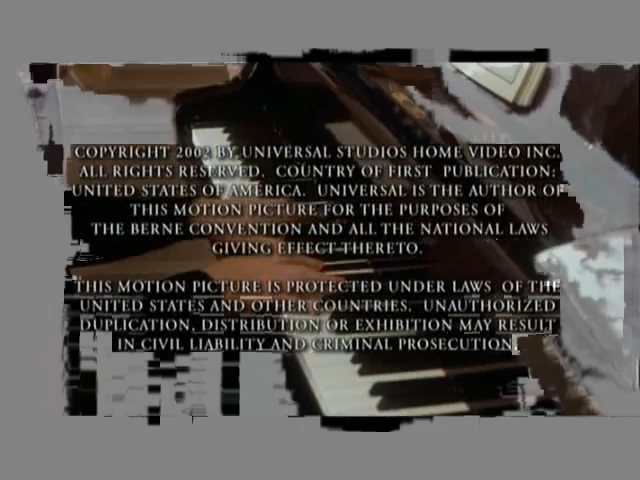 COPYRIGHT 2002 BY UNIVERSAL STUDIOS HOME VIDEO INC.
ALL RIGHTS RESERVED. COUNTRY OF FIRST PUBLICATION:
UNITED STATES OF AMERICA. UNIVERSAL IS THE AUTHOR OF
THIS MOTION PICTURE FOR THE PURPOSES OF
THE BERNE CONVENTION AND ALL THE NATIONAL LAWS
GIVING EFFECT THERETO.
THIS MOTION PICTURE IS PROTECTED UNDER LAWS OF THE
UNITED STATES AND OTHER COUNTRIES. UNAUTHORIZED
DUPLICATION, DISTRIBUTION OR EXHIBITION MAY RESULT
IN CIVIL LIABILITY AND CRIMINAL PROSECUTION.